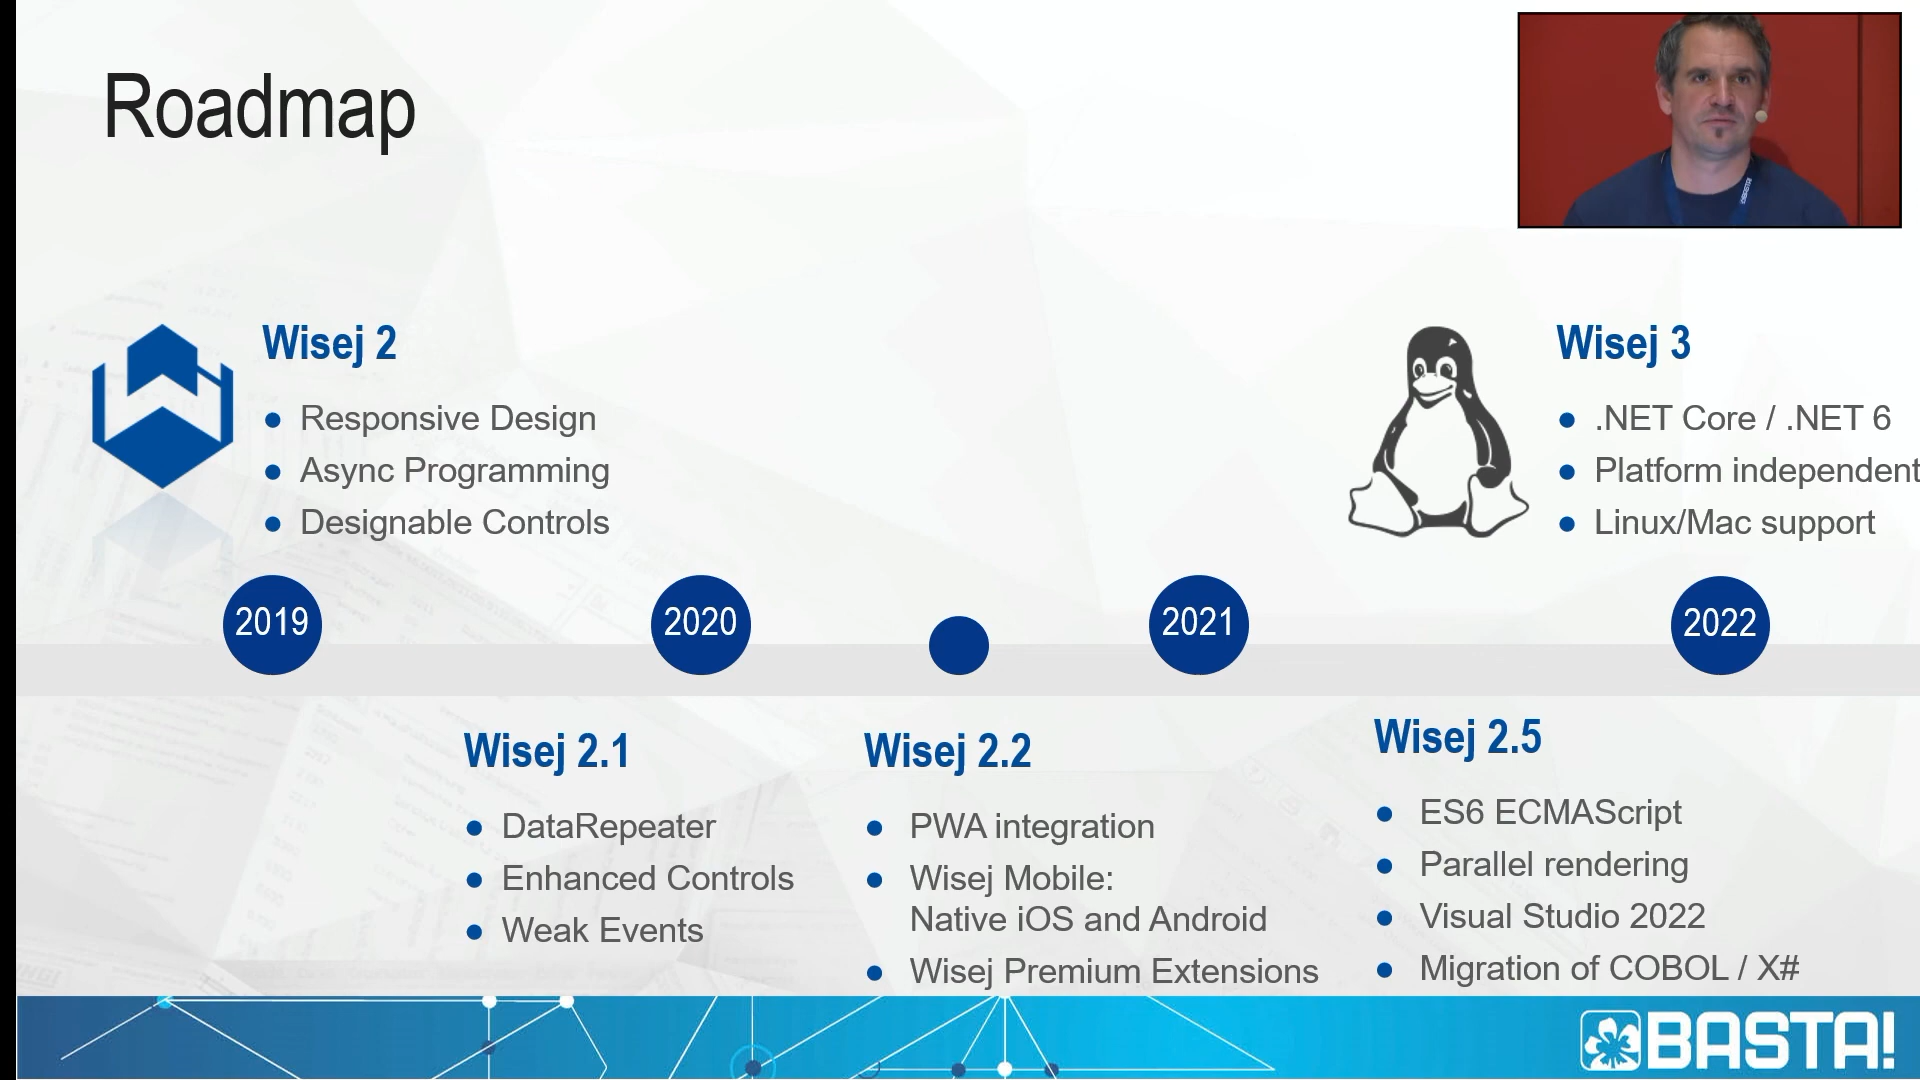 Roadmap
Wisej 2
● Responsive Design
● Async Programming
● Designable Controls
Wisej 3
● .NET Core / .NET 6
● Platform independent
● Linux/Mac support
2019
2020
2021
2022
Wisej 2.1
● DataRepeater
● Enhanced Controls
● Weak Events
Wisej 2.2
● PWA integration
● Wisej Mobile:
Native iOS and Android
● Wisej Premium Extensions
Wisej 2.5
● ES6 ECMAScript
● Parallel rendering
● Visual Studio 2022
● Migration of COBOL / X#
BASTA!